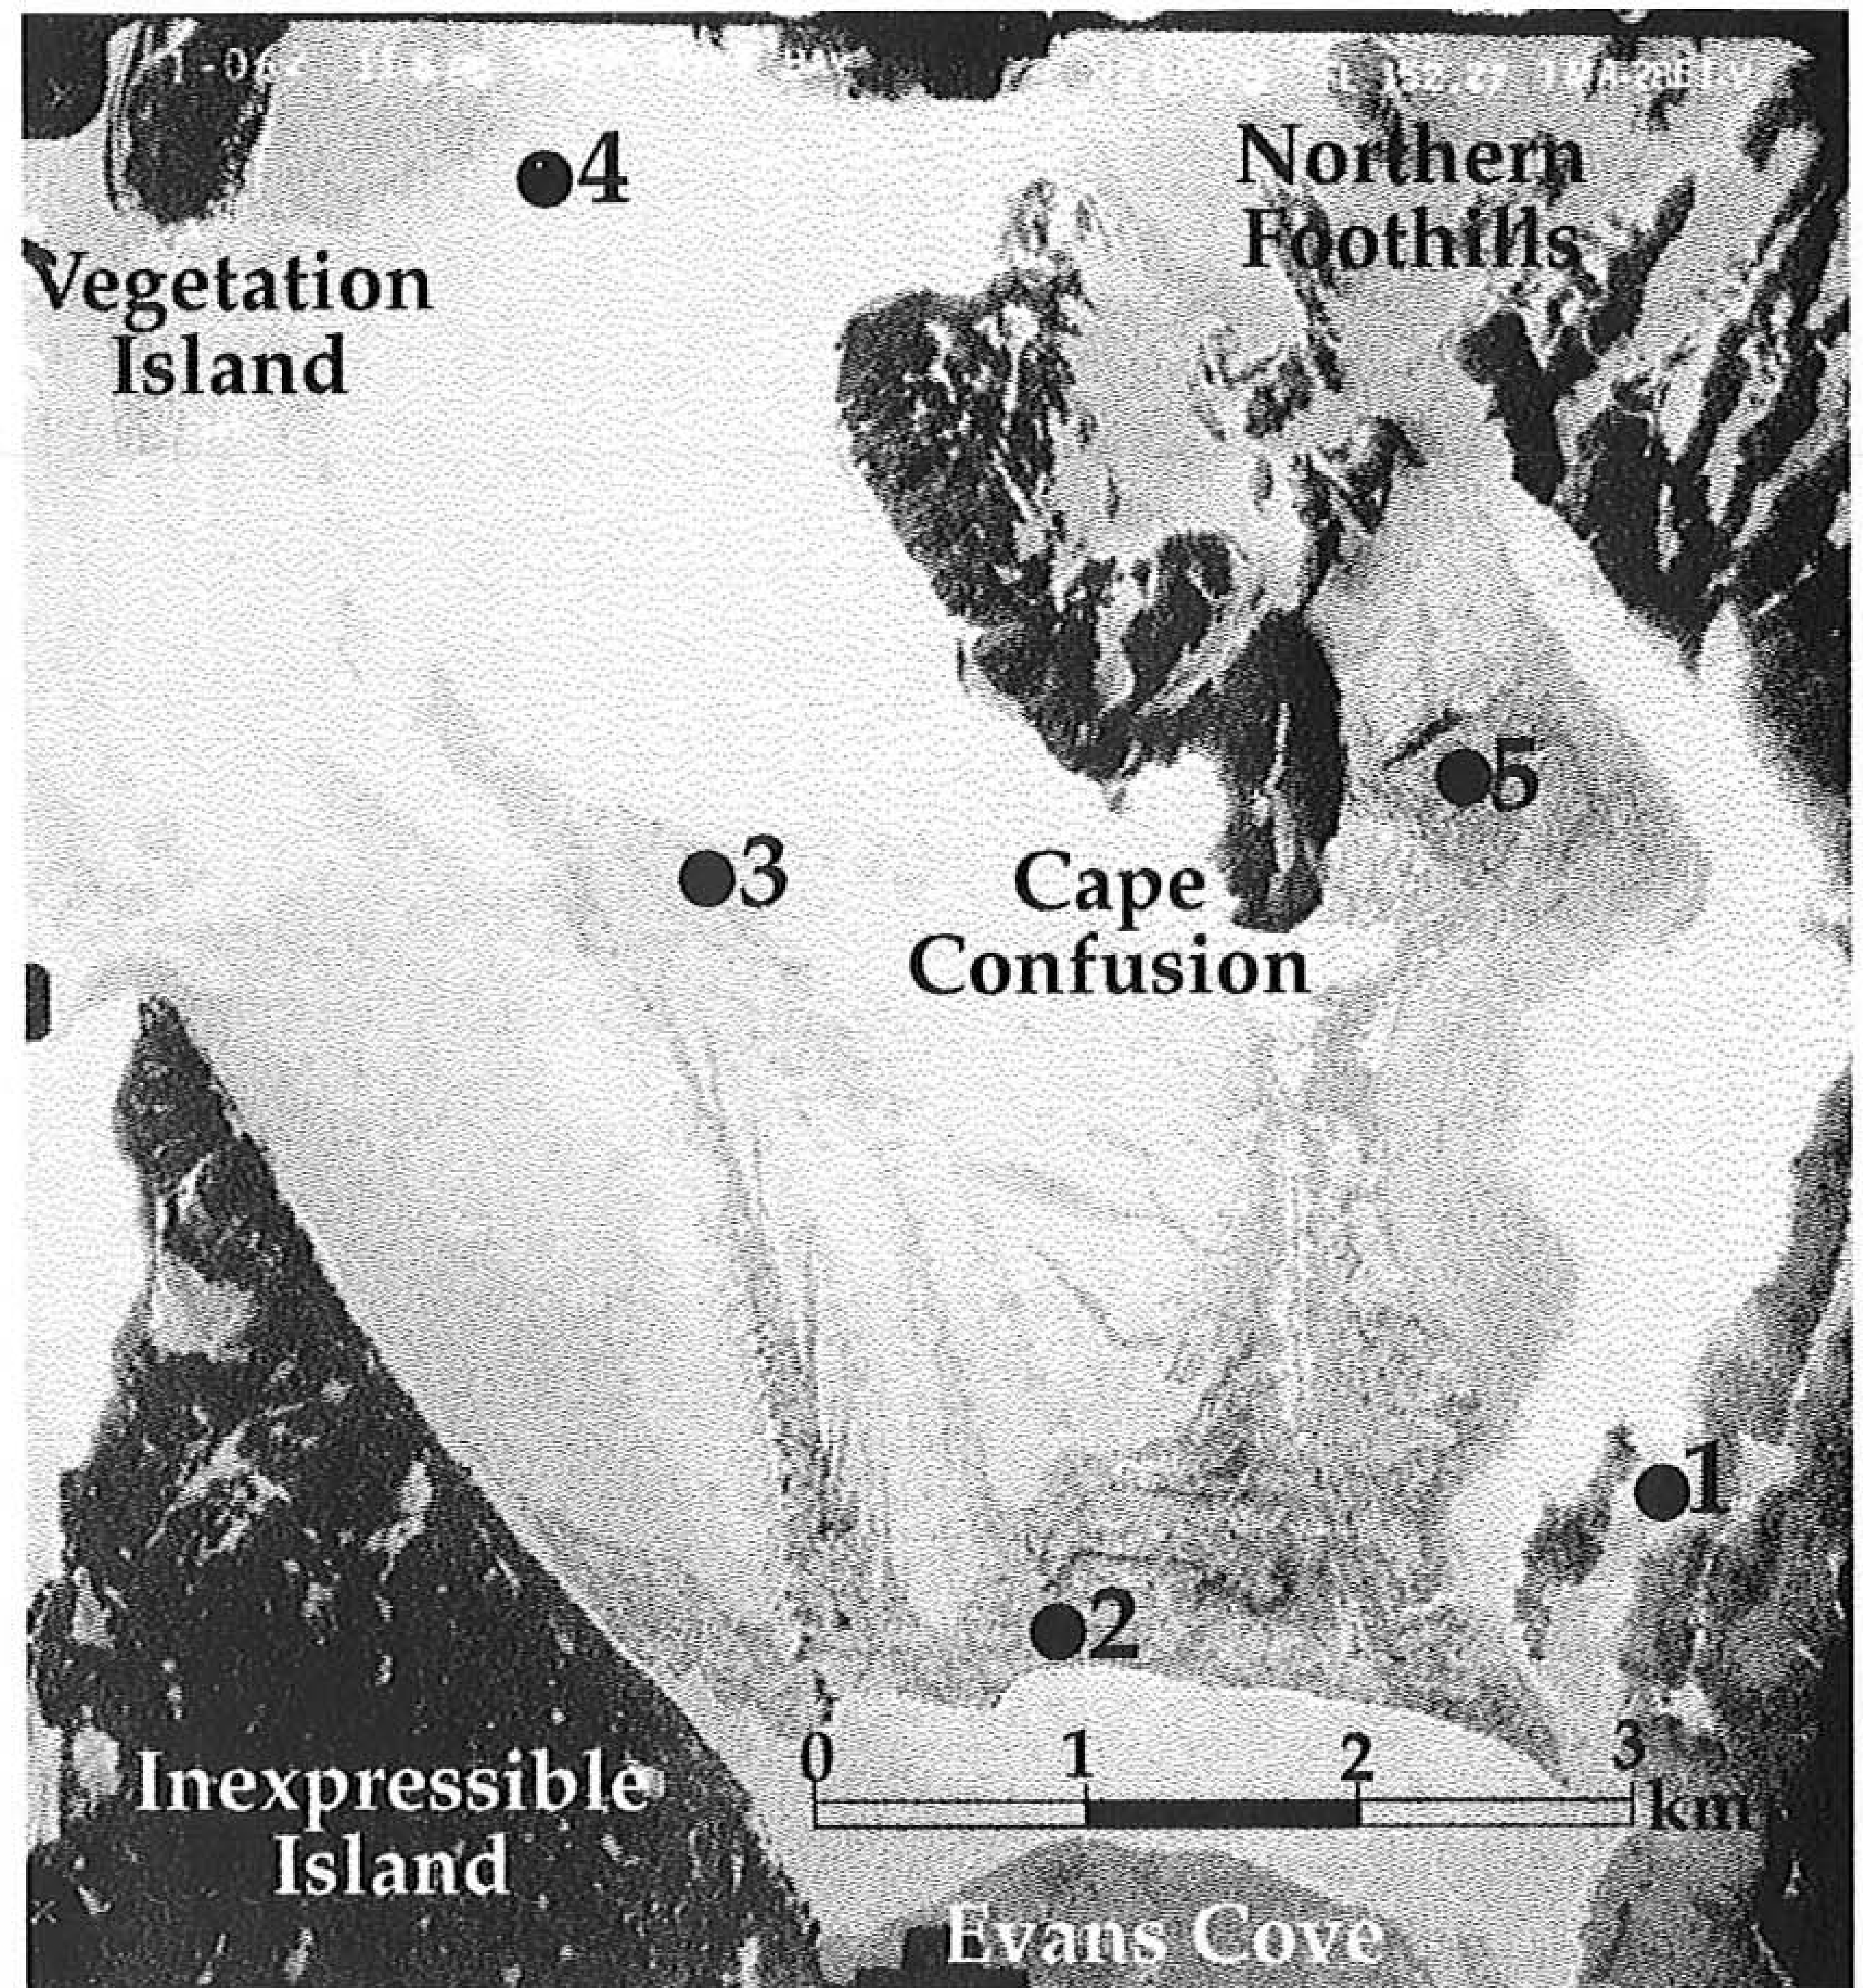 4
Northern
Foothills
Vegetation
Island
5
3
Cape
Confusion
1
2
0 1 2 3
km
Inexpressible
Island
Evans Cove